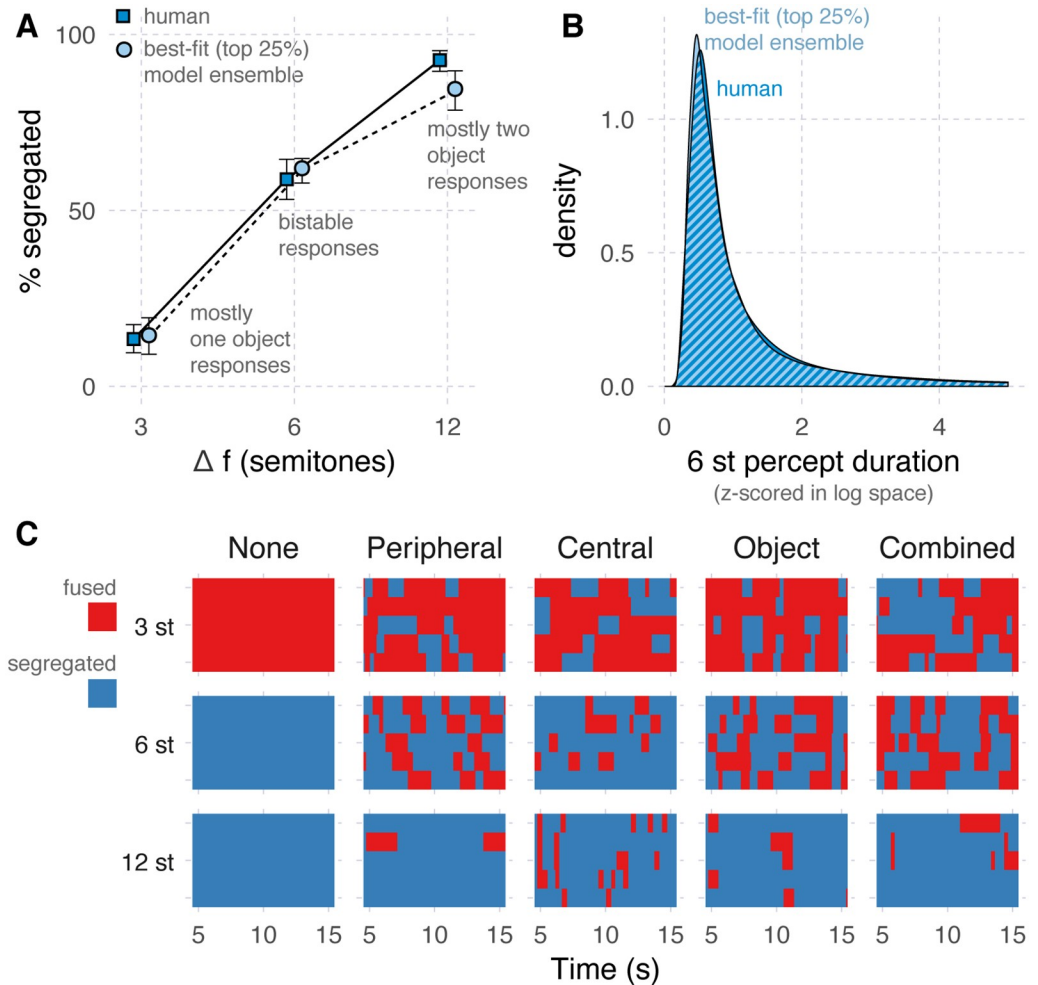 A
human
best-fit (top 25%)
model ensemble
100
50
0
% segregated
mostly
one object
responses
bistable
responses
mostly two
object
responses
3 6 12
Δ f (semitones)
B
best-fit (top 25%)
model ensemble
human
1.0
0.5
0.0
density
0 2 4
6 st percept duration
(z-scored in log space)
C
None Peripheral Central Object Combined
fused
segregated
3 st
6 st
12 st
5 10 15 5 10 15 5 10 15 5 10 15 5 10 15
Time (s)